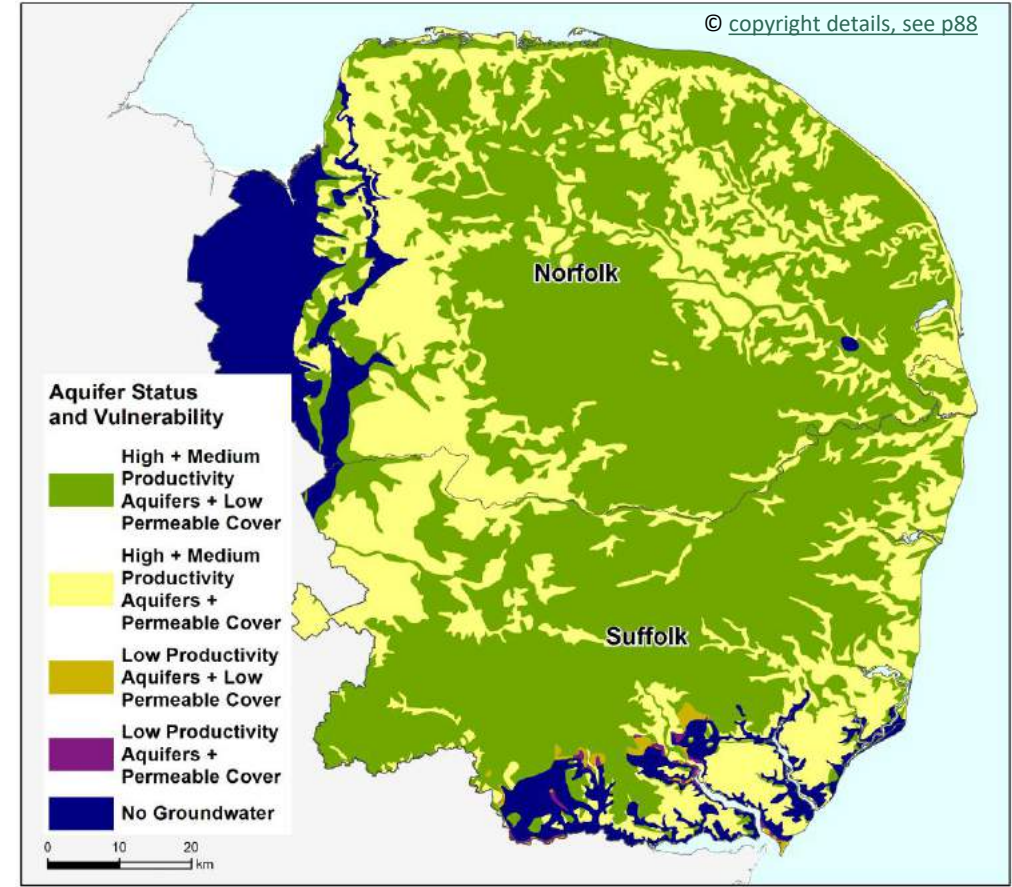 © copyright details, see p88
Norfolk
Aquifer Status
and Vulnerability
High + Medium
Productivity
Aquifers + Low
Permeable Cover
High + Medium
Productivity
Aquifers +
Permeable Cover
Suffolk
Low Productivity
Aquifers + Low
Permeable Cover
Low Productivity
Aquifers +
Permeable Cover
No Groundwater
0 10 20
km